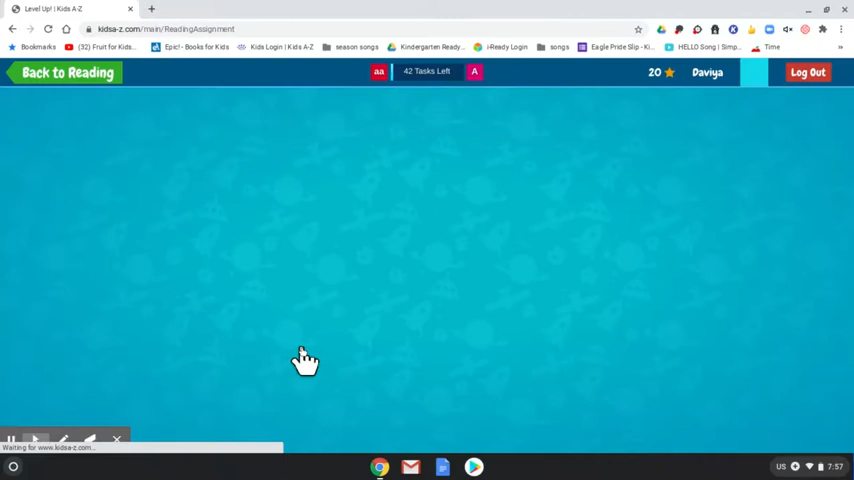 Level Up! | Kids A-Z
kidsa-z.com/main/ReadingAssignment
Bookmarks (32) Fruit for Kids... Epic! - Books for Kids Kids Login | Kids A-Z season songs Kindergarten Ready... i-Ready Login songs Eagle Pride Slip - Ki... HELLO Song | Simp... Time
Back to Reading aa 42 Tasks Left A 20 Daviya Log Out
Waiting for www.kidsa-z.com...
US 7:57